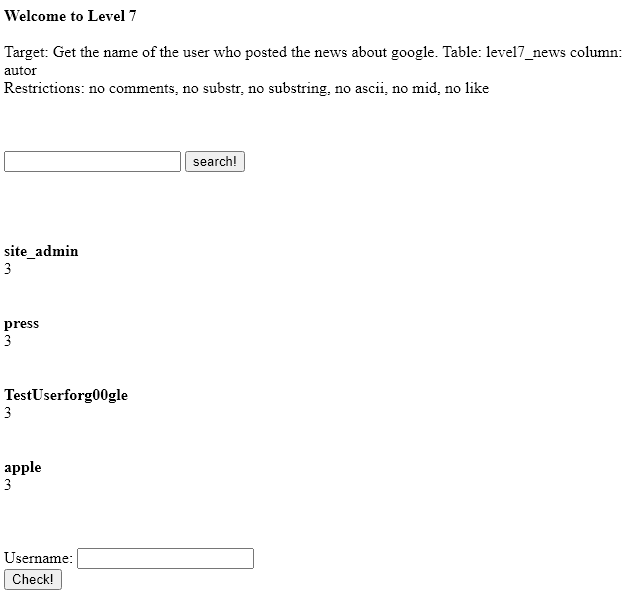 Welcome to Level 7
Target: Get the name of the user who posted the news about google. Table: level7_news column:
autor
Restrictions: no comments, no substr, no substring, no ascii, no mid, no like
search!
site_admin
3
press
3
TestUserforg00gle
3
apple
3
Username:
Check!